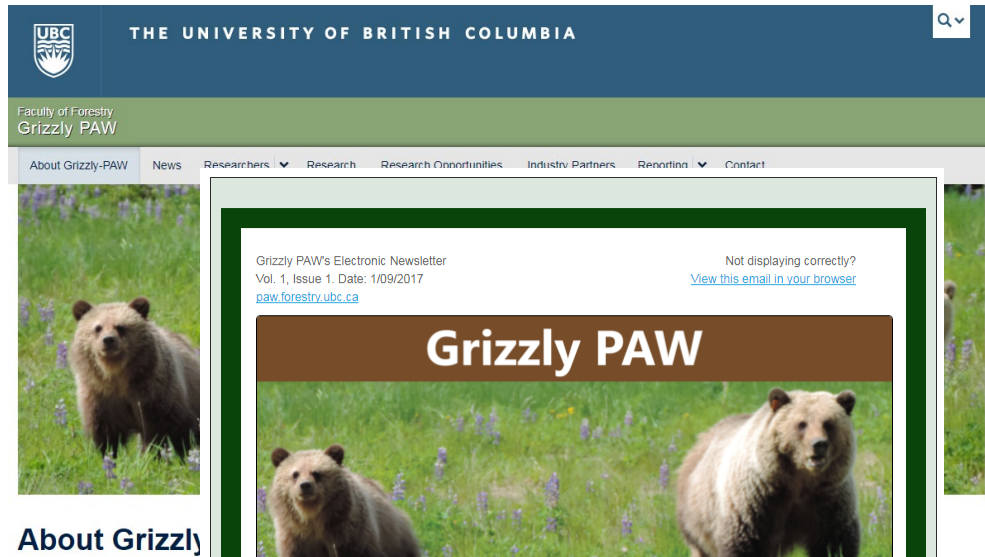 UBC
THE UNIVERSITY OF BRITISH COLUMBIA
Faculty of Forestry
Grizzly PAW
About Grizzly-PAW News Researchers Research Research Opportunities Industry Partners Reporting Contact
Grizzly PAW's Electronic Newsletter
Not displaying correctly?
Vol. 1, Issue 1. Date: 1/09/2017
View this email in your browser
paw.forestry.ubc.ca
Grizzly PAW
About Grizzly